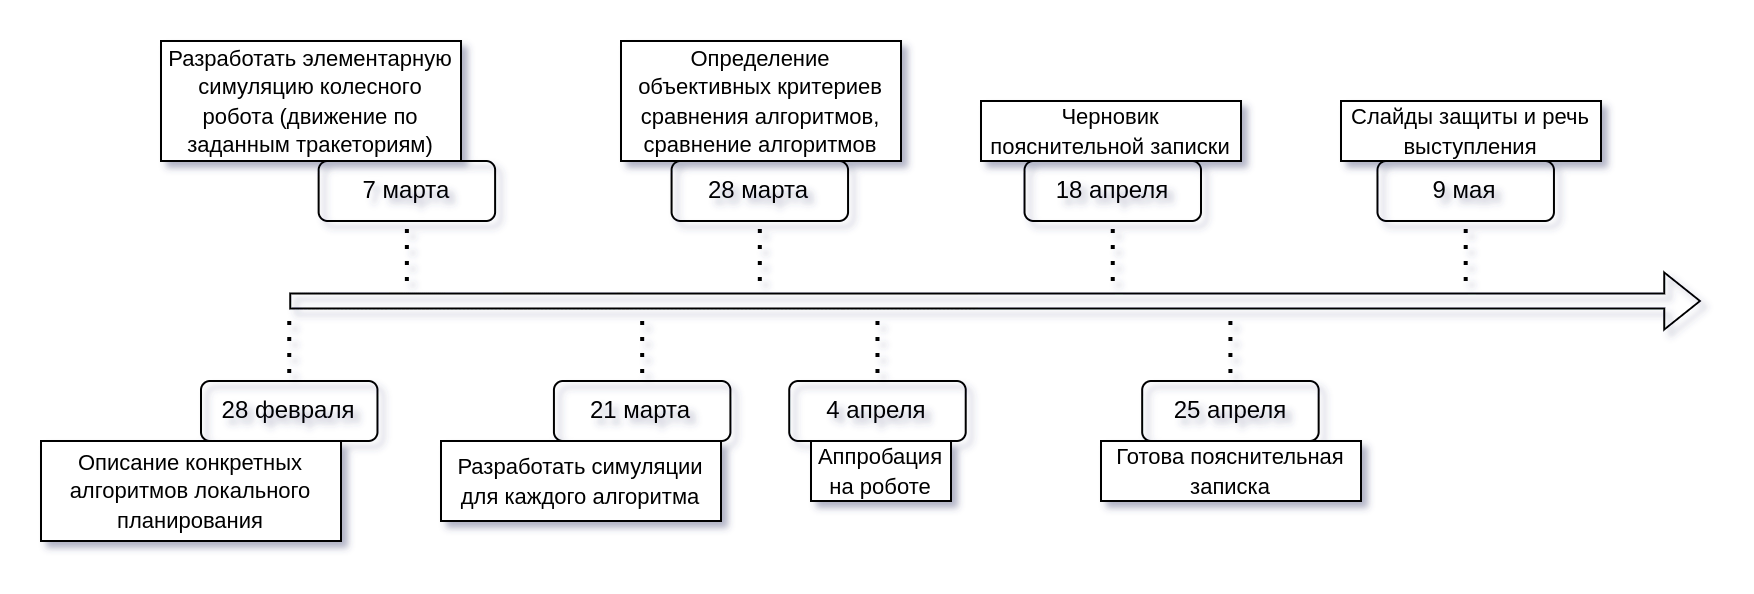 Разработать элементарную
симуляцию колесного
робота (движение по
заданным тракеториям)
7 марта
Определение
объективных критериев
сравнения алгоритмов,
сравнение алгоритмов
28 марта
Черновик
пояснительной записки
18 апреля
Слайды защиты и речь
выступления
9 мая
28 февраля
Описание конкретных
алгоритмов локального
планирования
21 марта
Разработать симуляции
для каждого алгоритма
4 апреля
Аппробация
на роботе
25 апреля
Готова пояснительная
записка